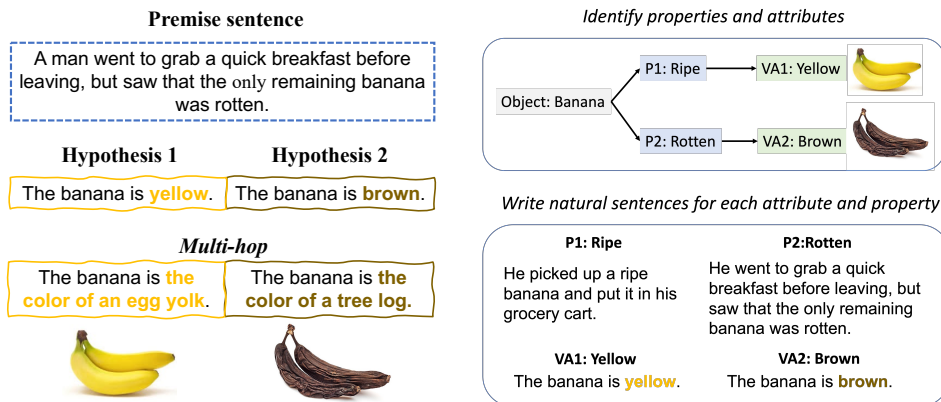 Premise sentence
A man went to grab a quick breakfast before
leaving, but saw that the only remaining banana
was rotten.
Hypothesis 1
Hypothesis 2
The banana is yellow.
The banana is brown.
Multi-hop
The banana is the
color of an egg yolk.
The banana is the
color of a tree log.
Identify properties and attributes
Object: Banana
P1: Ripe
VA1: Yellow
P2: Rotten
VA2: Brown
Write natural sentences for each attribute and property
P1: Ripe
He picked up a ripe
banana and put it in his
grocery cart.
P2:Rotten
He went to grab a quick
breakfast before leaving, but
saw that the only remaining
banana was rotten.
VA1: Yellow
The banana is yellow.
VA2: Brown
The banana is brown.